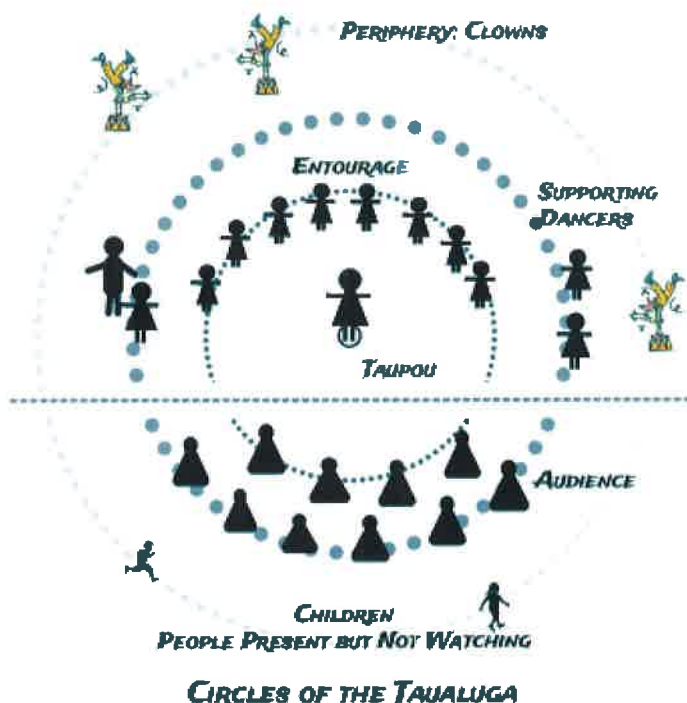 PERIPHERY: CLOWNS
ENTOURAGE
SUPPORTING
DANCERS
TAUPOU
AUDIENCE
CHILDREN
PEOPLE PRESENT BUT NOT WATCHING
CIRCLES OF THE TAUALUGA